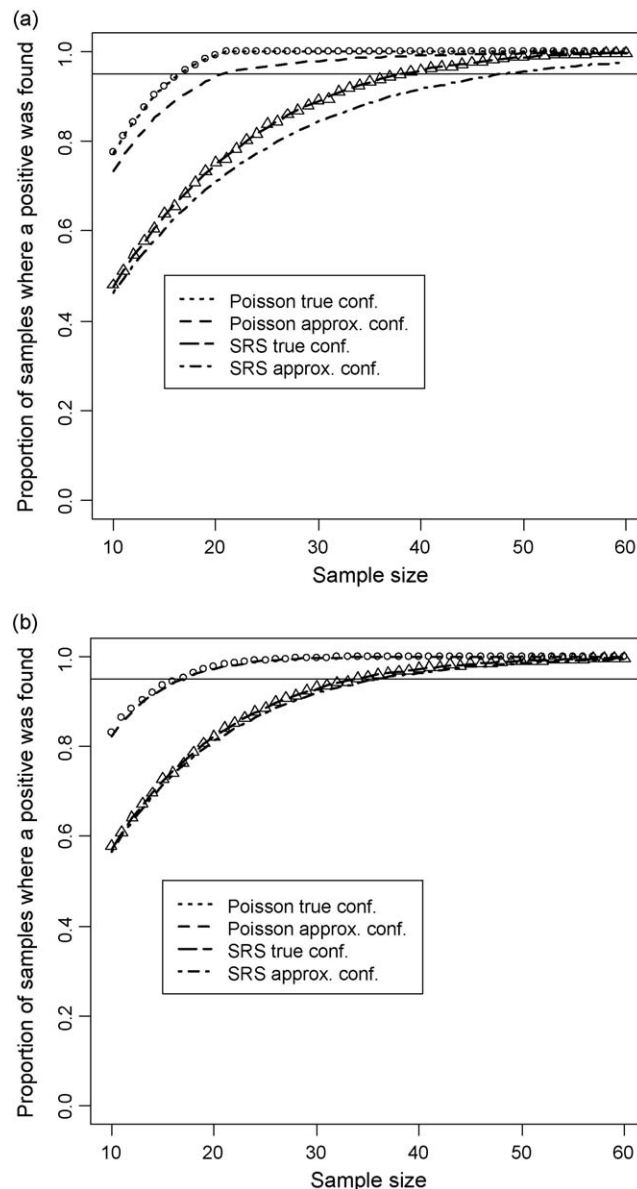 (a)
Proportion of samples where a positive was found
1.0
0.8
0.6
0.4
0.2
0.0
Poisson true conf.
Poisson approx. conf.
SRS true conf.
SRS approx. conf.
10 20 30 40 50 60
Sample size
(b)
Proportion of samples where a positive was found
1.0
0.8
0.6
0.4
0.2
0.0
Poisson true conf.
Poisson approx. conf.
SRS true conf.
SRS approx. conf.
10 20 30 40 50 60
Sample size